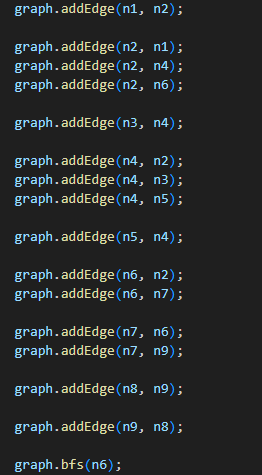 graph.addEdge(n1, n2);
graph.addEdge(n2, n1);
graph.addEdge(n2, n4);
graph.addEdge(n2, n6);
graph.addEdge(n3, n4);
graph.addEdge(n4, n2);
graph.addEdge(n4, n3);
graph.addEdge(n4, n5);
graph.addEdge(n5, n4);
graph.addEdge(n6, n2);
graph.addEdge(n6, n7);
graph.addEdge(n7, n6);
graph.addEdge(n7, n9);
graph.addEdge(n8, n9);
graph.addEdge(n9, n8);
graph.bfs(n6);